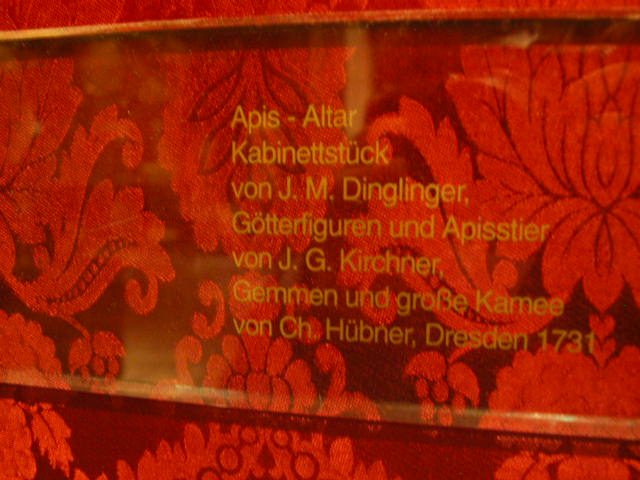 Apis - Altar
Kabinettstück
von J. M. Dinglinger,
Götterfiguren und Apisstier
von J. G. Kirchner,
Gemmen und große Kamee
von Ch. Hübner, Dresden 1731